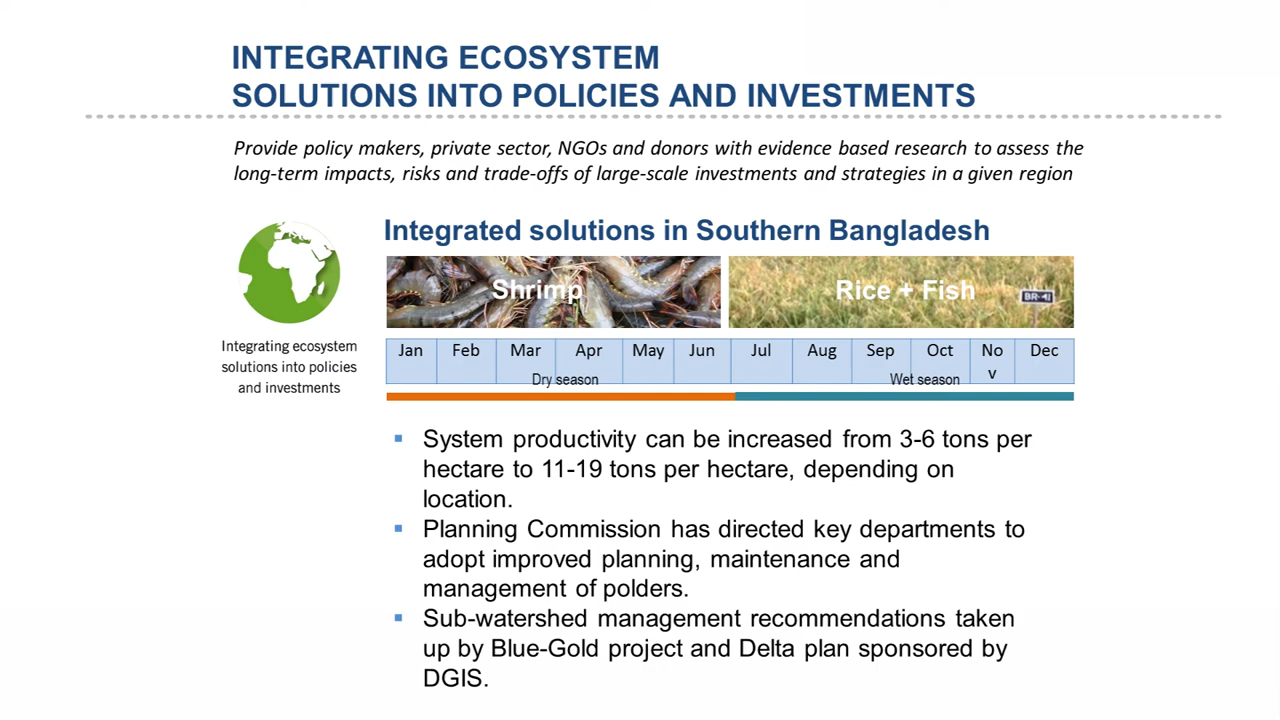 INTEGRATING ECOSYSTEM
SOLUTIONS INTO POLICIES AND INVESTMENTS
Provide policy makers, private sector, NGOs and donors with evidence based research to assess the
long-term impacts, risks and trade-offs of large-scale investments and strategies in a given region
Integrated solutions in Southern Bangladesh
Shrimp
Rice + Fish
Integrating ecosystem
solutions into policies
and investments
Jan Feb Mar Apr May Jun Jul Aug Sep Oct No Dec
v
Dry season
Wet season
▪ System productivity can be increased from 3-6 tons per
hectare to 11-19 tons per hectare, depending on
location.
▪ Planning Commission has directed key departments to
adopt improved planning, maintenance and
management of polders.
▪ Sub-watershed management recommendations taken
up by Blue-Gold project and Delta plan sponsored by
DGIS.